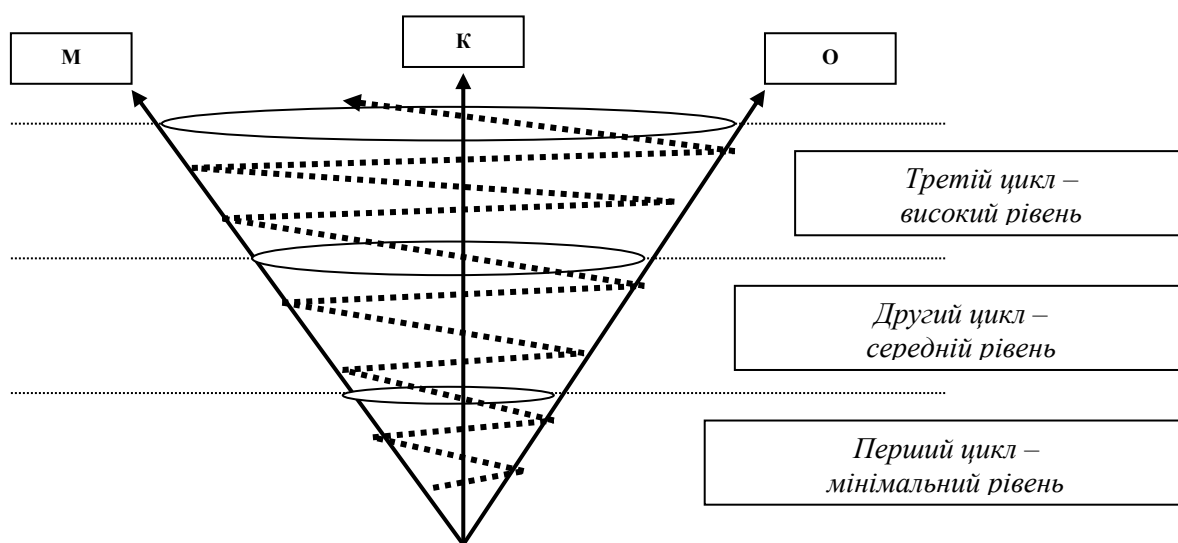 М
К
О
Третій цикл –
високий рівень
Другий цикл –
середній рівень
Перший цикл –
мінімальний рівень